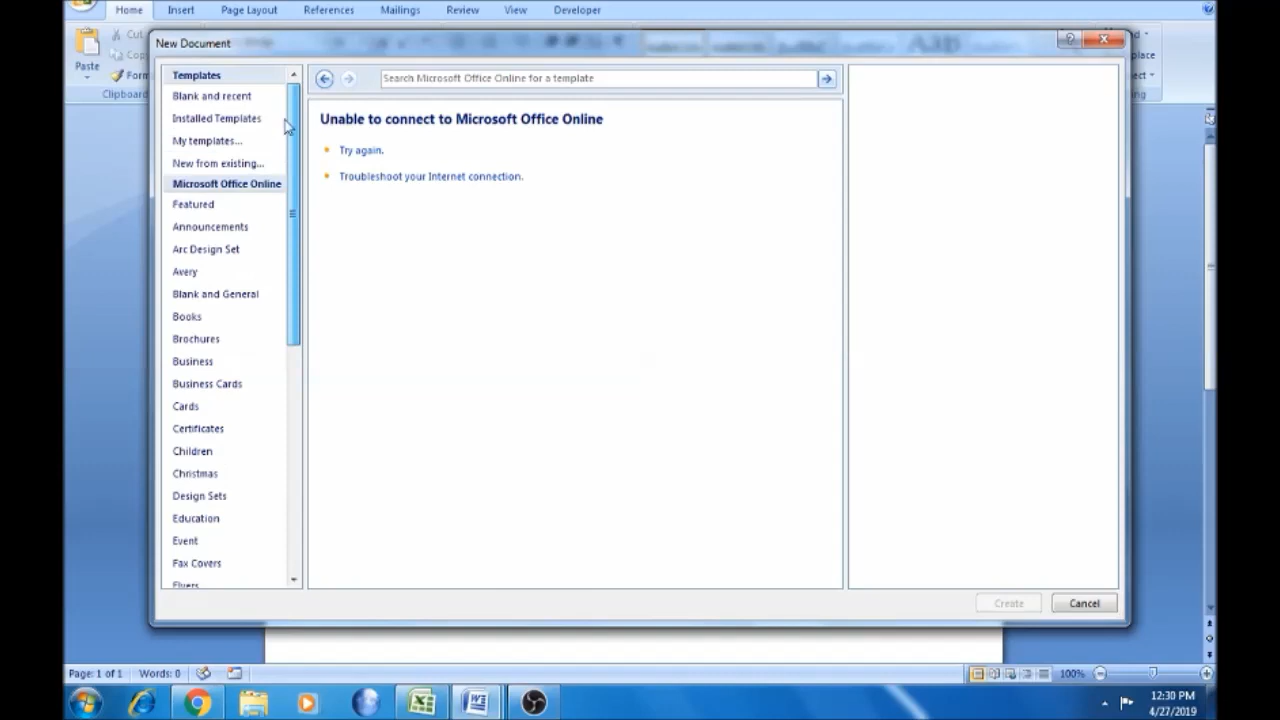 Home Insert Page Layout References Mailings Review View Developer
Paste
Clipboard
New Document
Templates
Blank and recent
Installed Templates
My templates...
New from existing...
Microsoft Office Online
Featured
Announcements
Arc Design Set
Avery
Blank and General
Books
Brochures
Business
Business Cards
Cards
Certificates
Children
Christmas
Design Sets
Education
Event
Fax Covers
Flyers
Search Microsoft Office Online for a template
Unable to connect to Microsoft Office Online
Try again.
Troubleshoot your Internet connection.
Create Cancel
Page: 1 of 1 Words: 0 100%
12:30 PM
4/27/2019